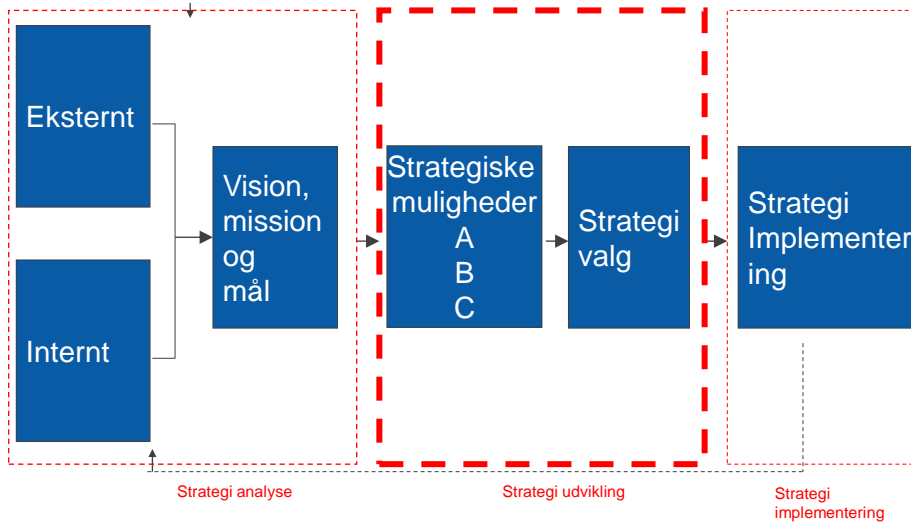 Eksternt
Internt
Vision,
mission
og
mål
Strategiske
muligheder
A
B
C
Strategi
valg
Strategi
Implementer
ing
Strategi analyse
Strategi udvikling
Strategi
implementering